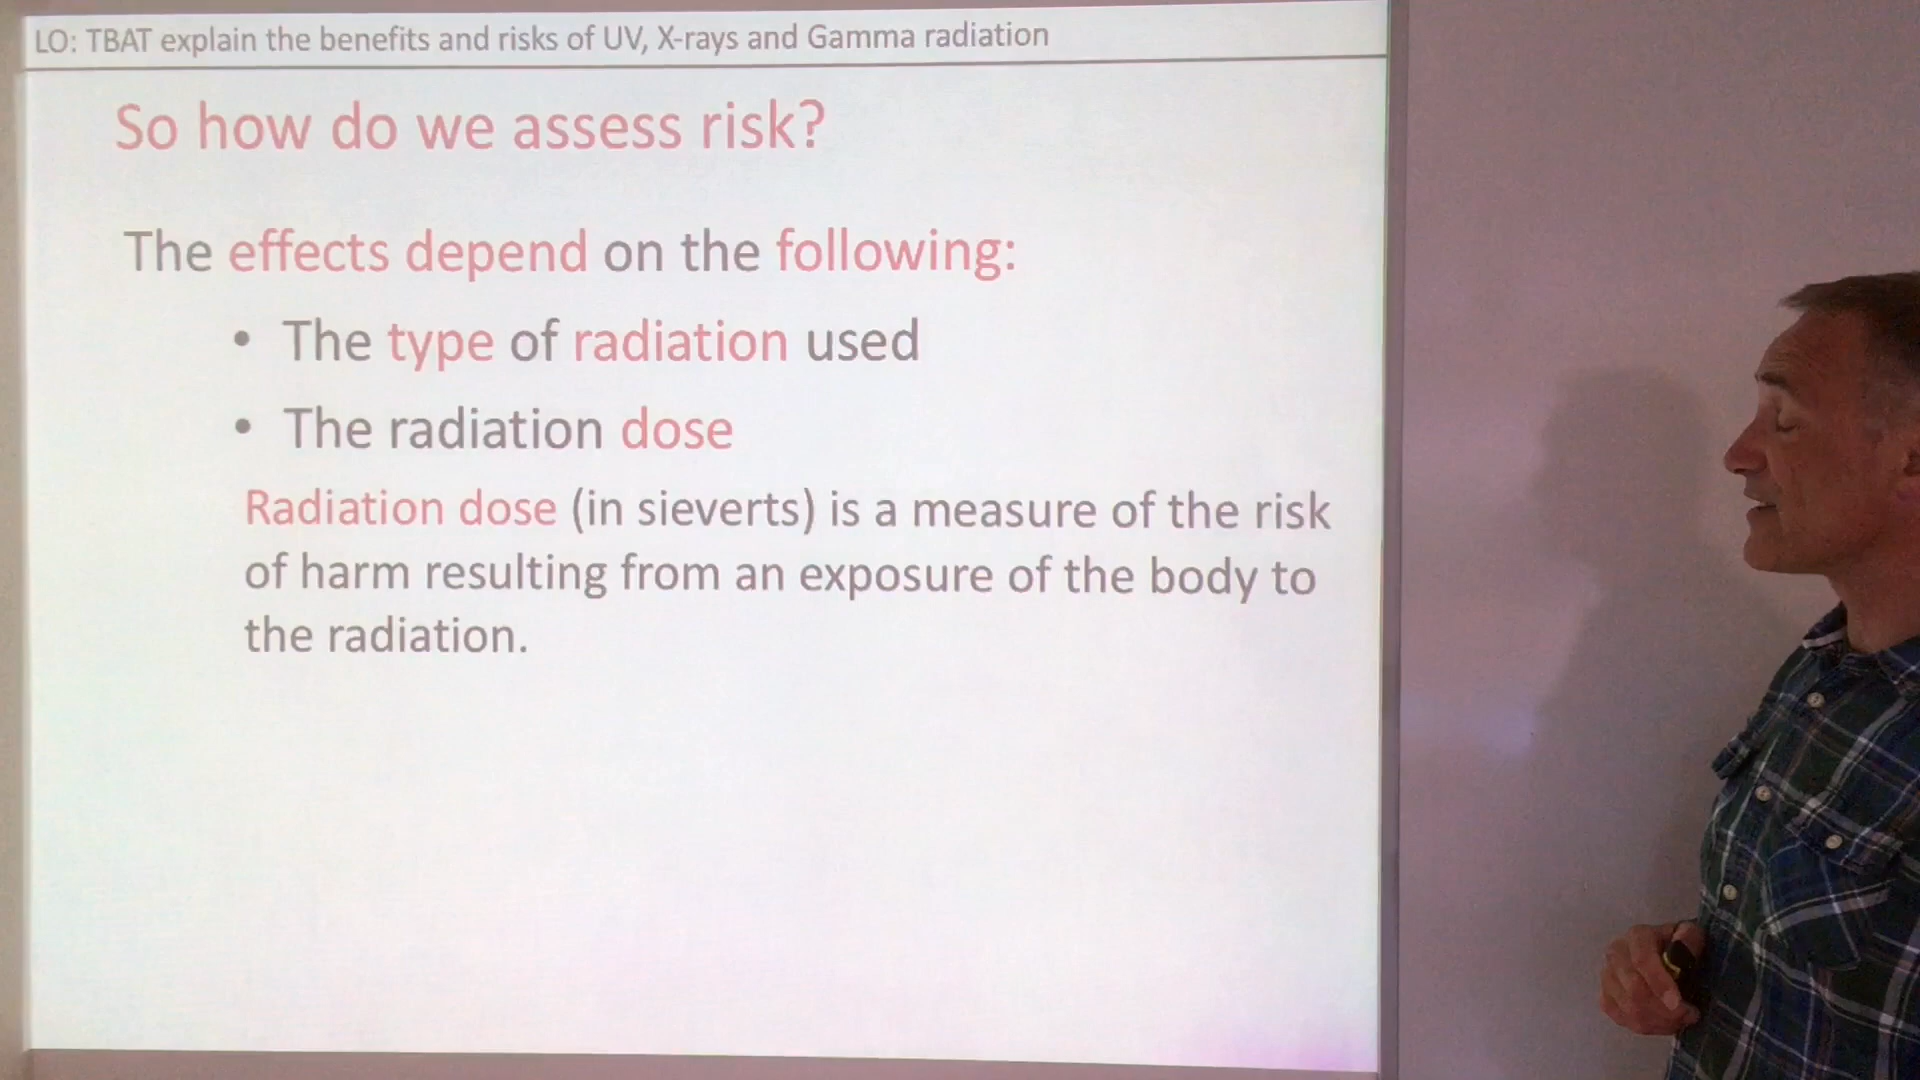 LO: TBAT explain the benefits and risks of UV, X-rays and Gamma radiation
So how do we assess risk?
The effects depend on the following:
• The type of radiation used
• The radiation dose
Radiation dose (in sieverts) is a measure of the risk
of harm resulting from an exposure of the body to
the radiation.